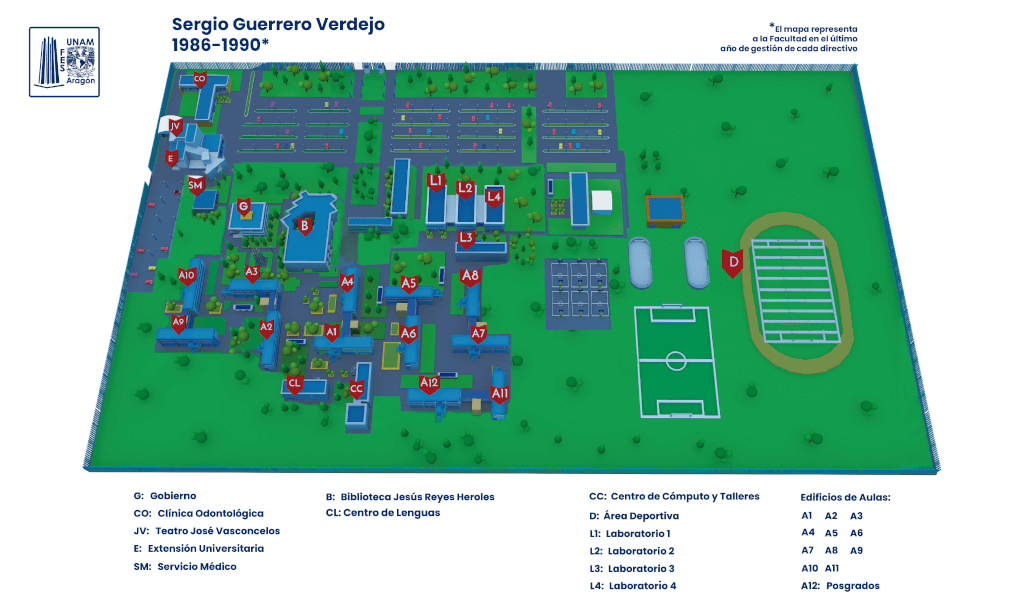 Sergio Guerrero Verdejo
1986-1990*
*El mapa representa
a la Facultad en el último
año de gestión de cada directivo
UNAM
FES
Aragón
CO
JV
E
SM
G
B
L1
L2
L4
L3
D
A10
A3
A4
A5
A8
A9
A2
A1
A6
A7
CL
CC
A12
A11
G: Gobierno
CO: Clínica Odontológica
JV: Teatro José Vasconcelos
E: Extensión Universitaria
SM: Servicio Médico
B: Biblioteca Jesús Reyes Heroles
CL: Centro de Lenguas
CC: Centro de Cómputo y Talleres
D: Área Deportiva
L1: Laboratorio 1
L2: Laboratorio 2
L3: Laboratorio 3
L4: Laboratorio 4
Edificios de Aulas:
A1 A2 A3
A4 A5 A6
A7 A8 A9
A10 A11
A12: Posgrados